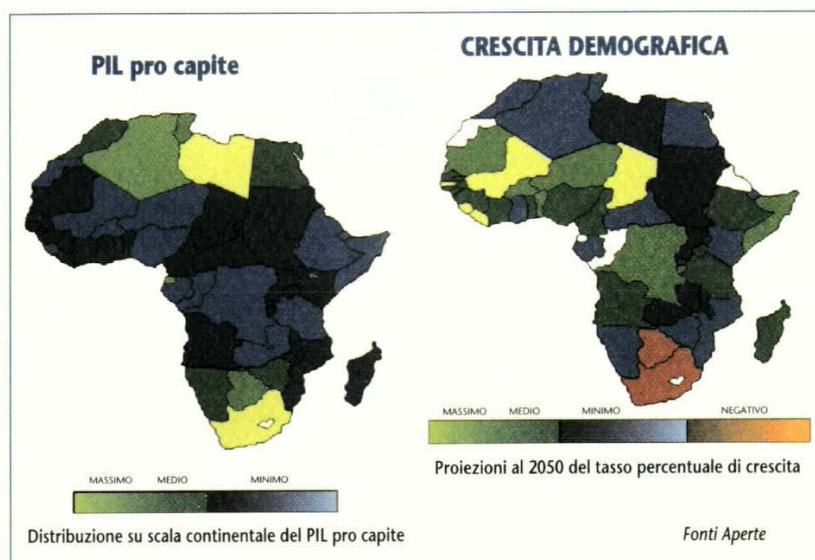 PIL pro capite
MASSIMO MEDIO MINIMO
Distribuzione su scala continentale del PIL pro capite
CRESCITA DEMOGRAFICA
MASSIMO MEDIO MINIMO NEGATIVO
Proiezioni al 2050 del tasso percentuale di crescita
Fonti Aperte